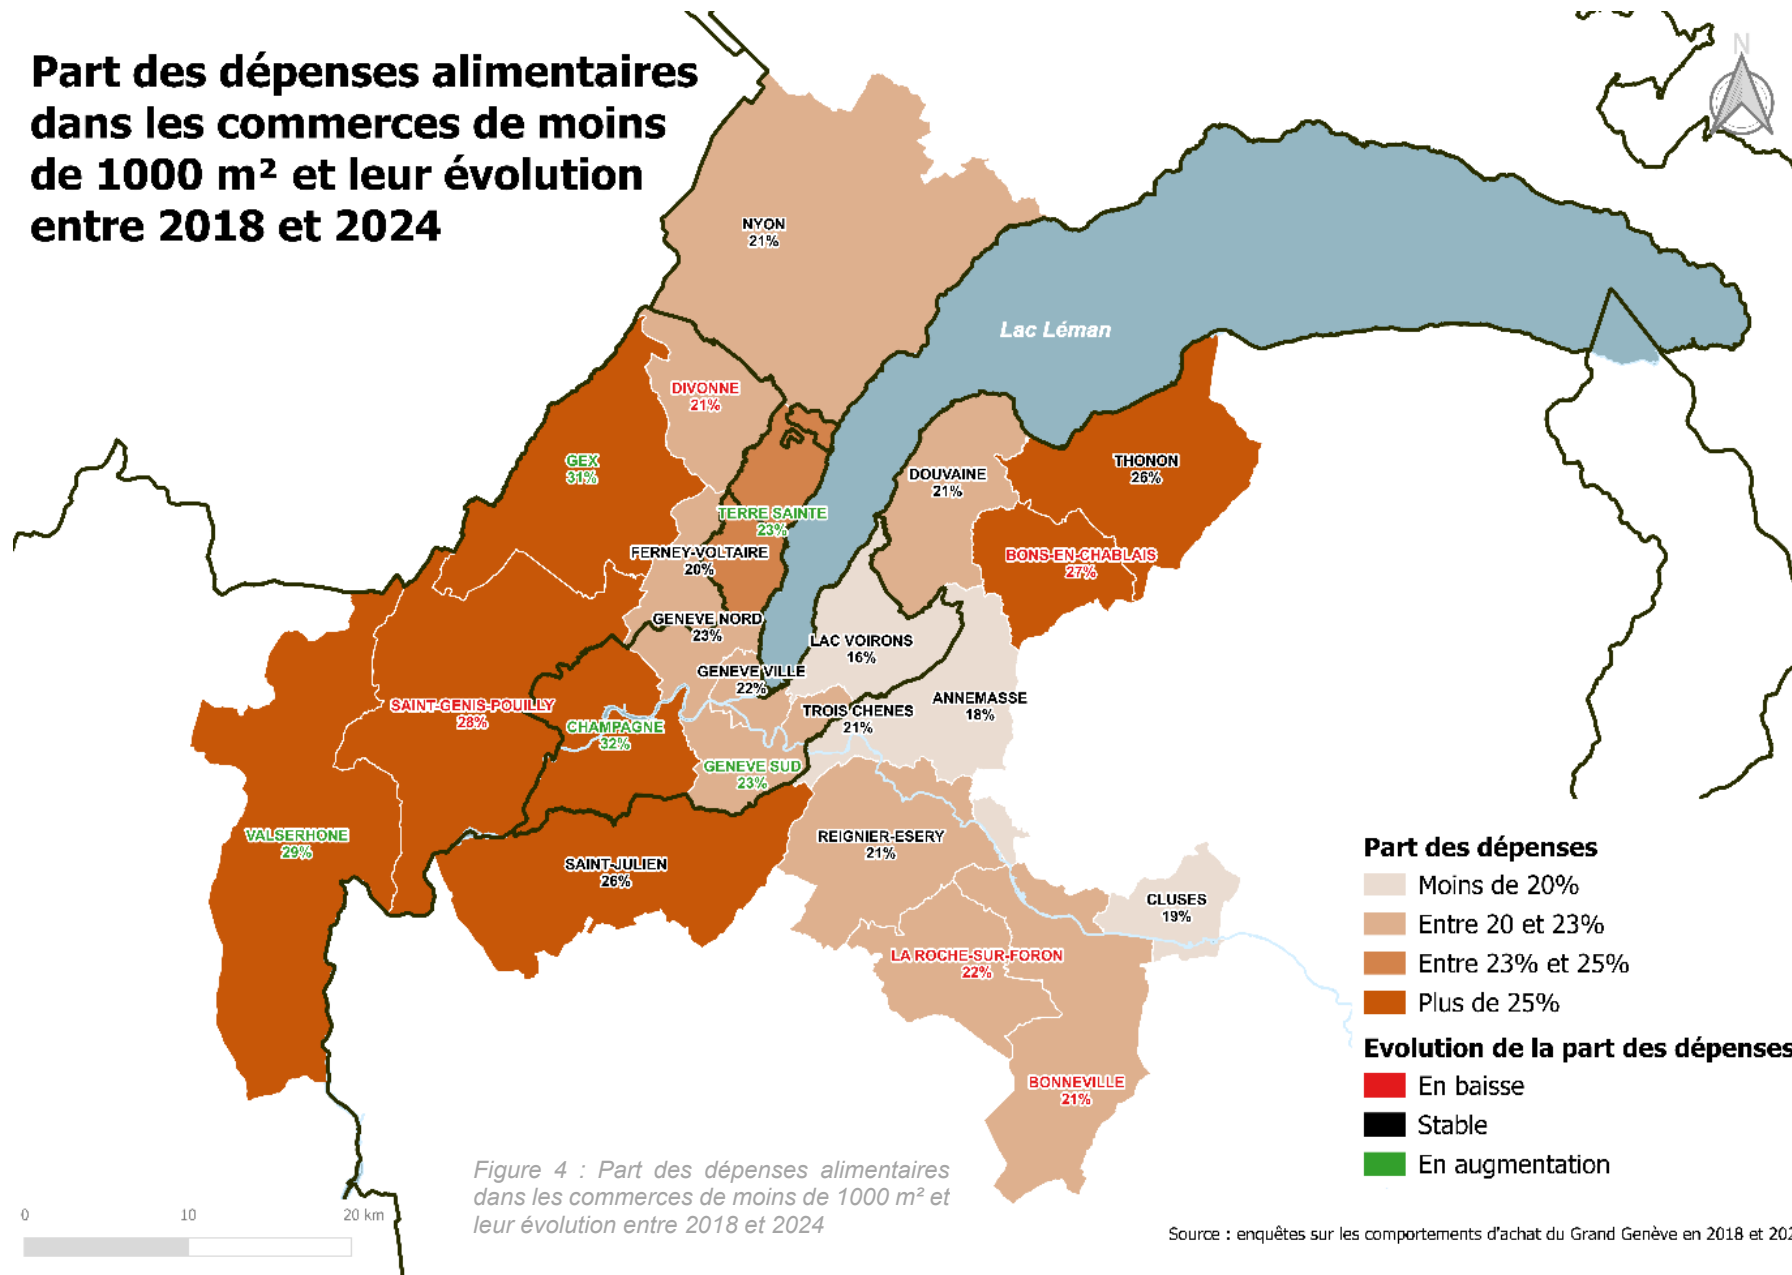 Part des dépenses alimentaires
dans les commerces de moins
de 1000 m² et leur évolution
entre 2018 et 2024
N
NYON
21%
Lac Léman
DIVONNE
21%
GEX
31%
THONON
26%
DOUVAINE
21%
TERRE SAINTE
23%
FERNEY-VOLTAIRE
20%
BONS-EN-CHABLAIS
27%
GENEVE NORD
23%
LAC VOIRONS
16%
GENEVE VILLE
22%
ANNEMASSE
18%
SAINT-GENIS-POUILLY
28%
TROIS CHENES
21%
CHAMPAGNE
32%
GENEVE SUD
23%
VALSERHONE
29%
REIGNIER-ESERY
21%
SAINT-JULIEN
26%
CLUSES
19%
LA ROCHE-SUR-FORON
22%
BONNEVILLE
21%
Part des dépenses
Moins de 20%
Entre 20 et 23%
Entre 23% et 25%
Plus de 25%
Evolution de la part des dépenses
En baisse
Stable
En augmentation
Figure 4 : Part des dépenses alimentaires
dans les commerces de moins de 1000 m² et
leur évolution entre 2018 et 2024
0 10 20 km
Source : enquêtes sur les comportements d'achat du Grand Genève en 2018 et 202